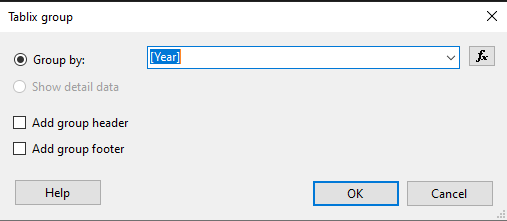 Tablix group
Group by:
[Year]
fx
Show detail data
Add group header
Add group footer
Help
OK
Cancel